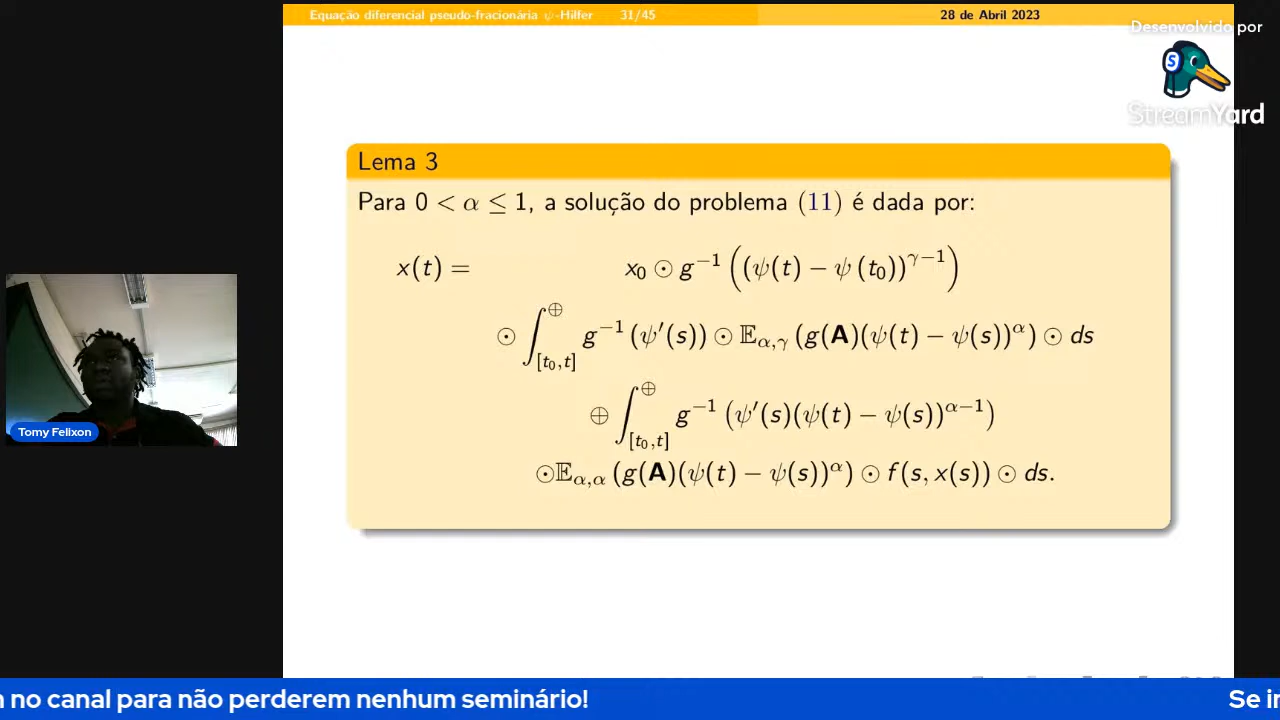 Equação diferencial pseudo-fracionária ψ-Hilfer 31/45 28 de Abril 2023
Desenvolvido por
StreamYard
Lema 3
Para 0 < α ≤ 1, a solução do problema (11) é dada por:
x(t) = x₀ ⊙ g⁻¹ ((ψ(t) − ψ (t₀))^{γ−1})
⊙ ∫^⊕_{[t₀,t]} g⁻¹ (ψ′(s)) ⊙ 𝔼_{α,γ} (g(A)(ψ(t) − ψ(s))^α) ⊙ ds
⊕ ∫^⊕_{[t₀,t]} g⁻¹ (ψ′(s)(ψ(t) − ψ(s))^{α−1})
⊙𝔼_{α,α} (g(A)(ψ(t) − ψ(s))^α) ⊙ f(s, x(s)) ⊙ ds.
Tomy Felixon
no canal para não perderem nenhum seminário! Se